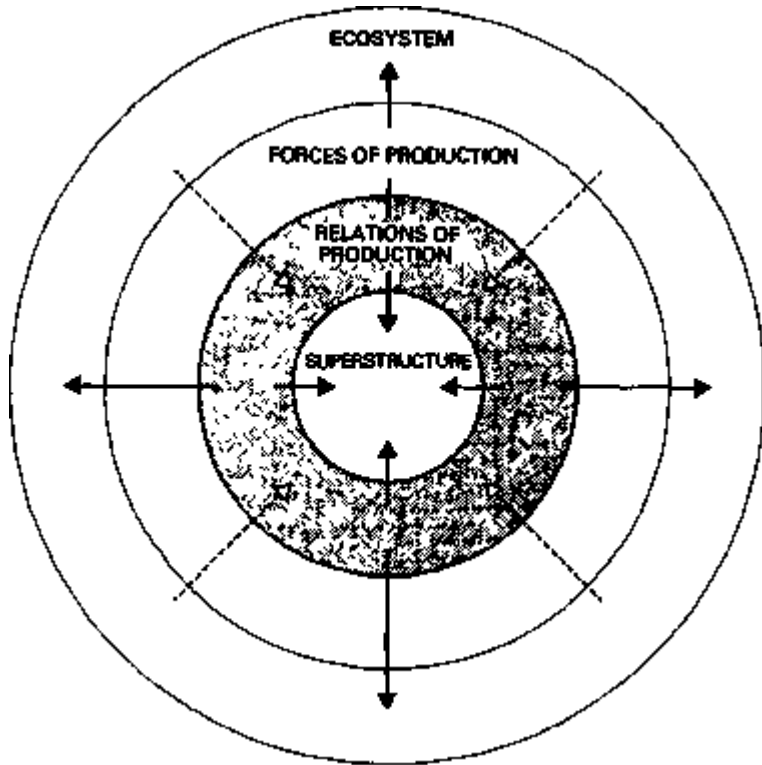 ECOSYSTEM
FORCES OF PRODUCTION
RELATIONS OF
PRODUCTION
SUPERSTRUCTURE